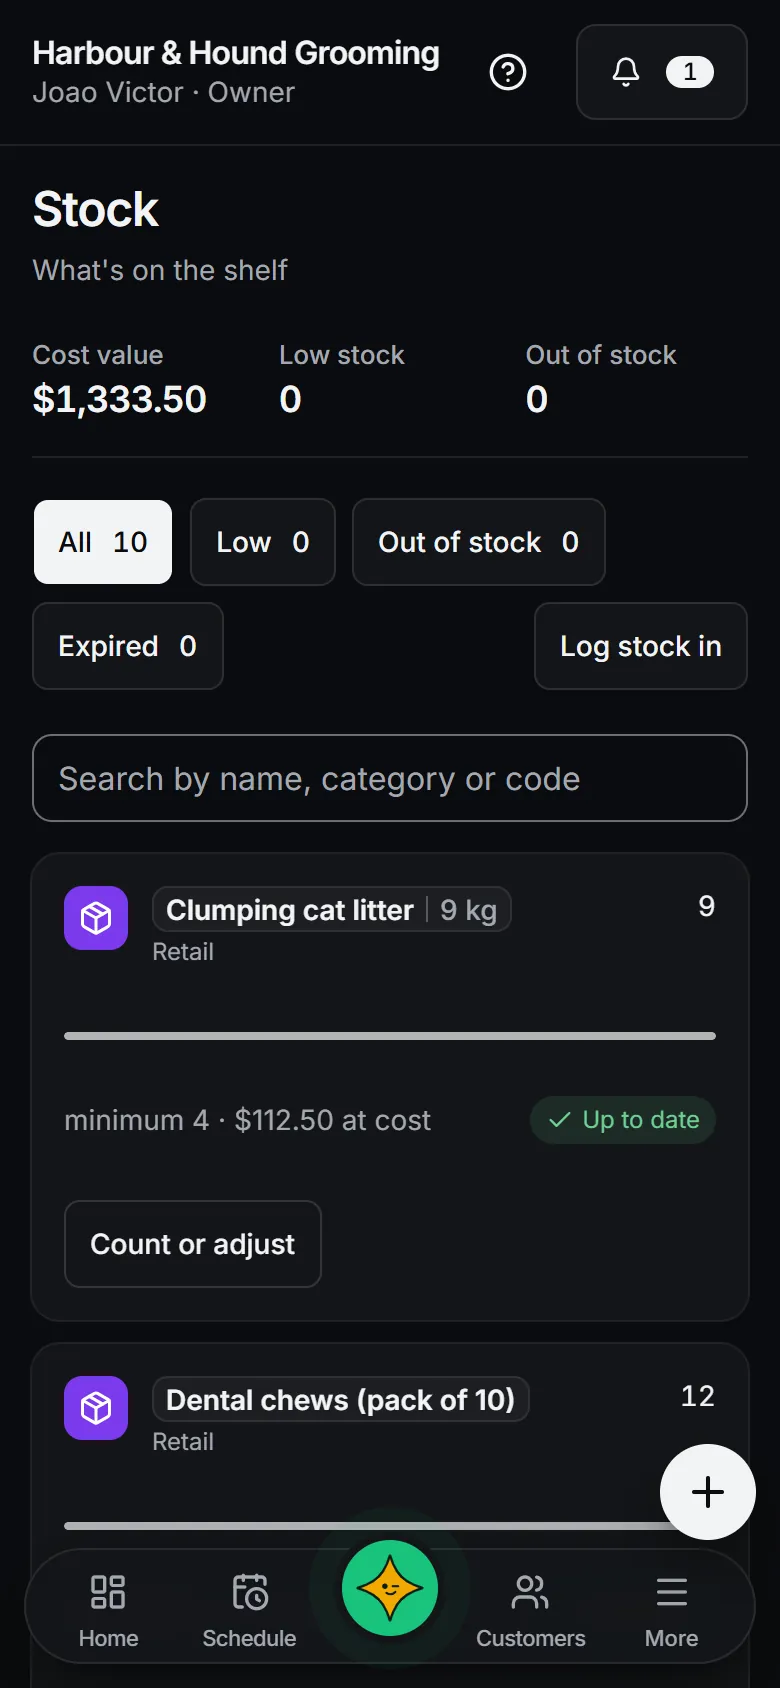 Harbour & Hound Grooming
Joao Victor · Owner
1
Stock
What's on the shelf
Cost value
$1,333.50
Low stock
0
Out of stock
0
All 10
Low 0
Out of stock 0
Expired 0
Log stock in
Search by name, category or code
Clumping cat litter | 9 kg
9
Retail
minimum 4 · $112.50 at cost
Up to date
Count or adjust
Dental chews (pack of 10)
12
Retail
Home
Schedule
Customers
More